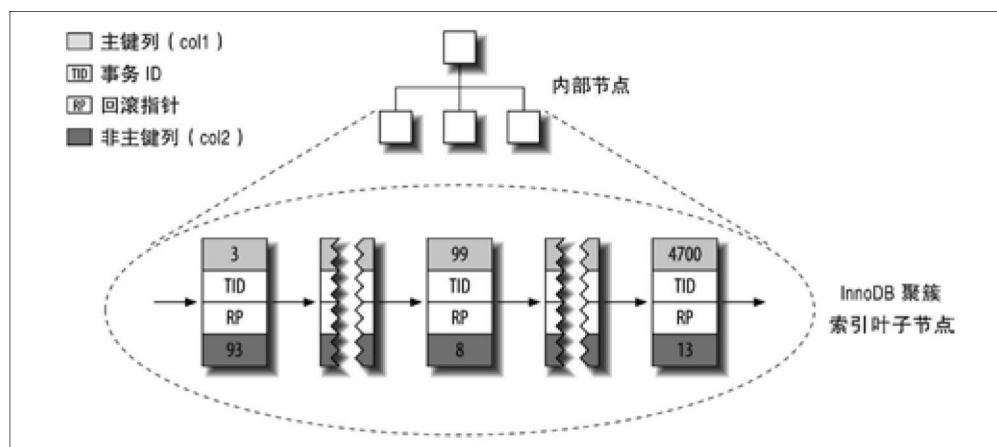 主键列（col1）
TID 事务 ID
RP 回滚指针
非主键列（col2）
内部节点
3
TID
RP
93
99
TID
RP
8
4700
TID
RP
13
InnoDB 聚簇
索引叶子节点